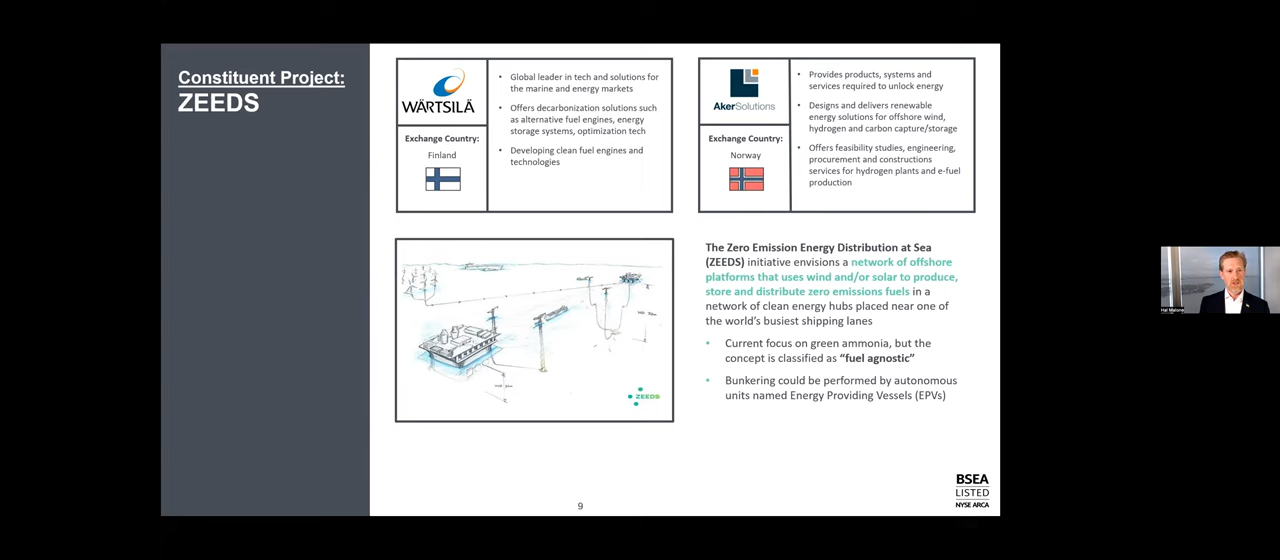 Constituent Project:
ZEEDS
WÄRTSILÄ
Exchange Country:
Finland
• Global leader in tech and solutions for
the marine and energy markets
• Offers decarbonization solutions such
as alternative fuel engines, energy
storage systems, optimization tech
• Developing clean fuel engines and
technologies
AkerSolutions
Exchange Country:
Norway
• Provides products, systems and
services required to unlock energy
• Designs and delivers renewable
energy solutions for offshore wind,
hydrogen and carbon capture/storage
• Offers feasibility studies, engineering,
procurement and constructions
services for hydrogen plants and e-fuel
production
ZEEDS
The Zero Emission Energy Distribution at Sea
(ZEEDS) initiative envisions a network of offshore
platforms that uses wind and/or solar to produce,
store and distribute zero emissions fuels in a
network of clean energy hubs placed near one of
the world's busiest shipping lanes
• Current focus on green ammonia, but the
concept is classified as “fuel agnostic”
• Bunkering could be performed by autonomous
units named Energy Providing Vessels (EPVs)
9
BSEA
LISTED
NYSE ARCA
Hal Malone